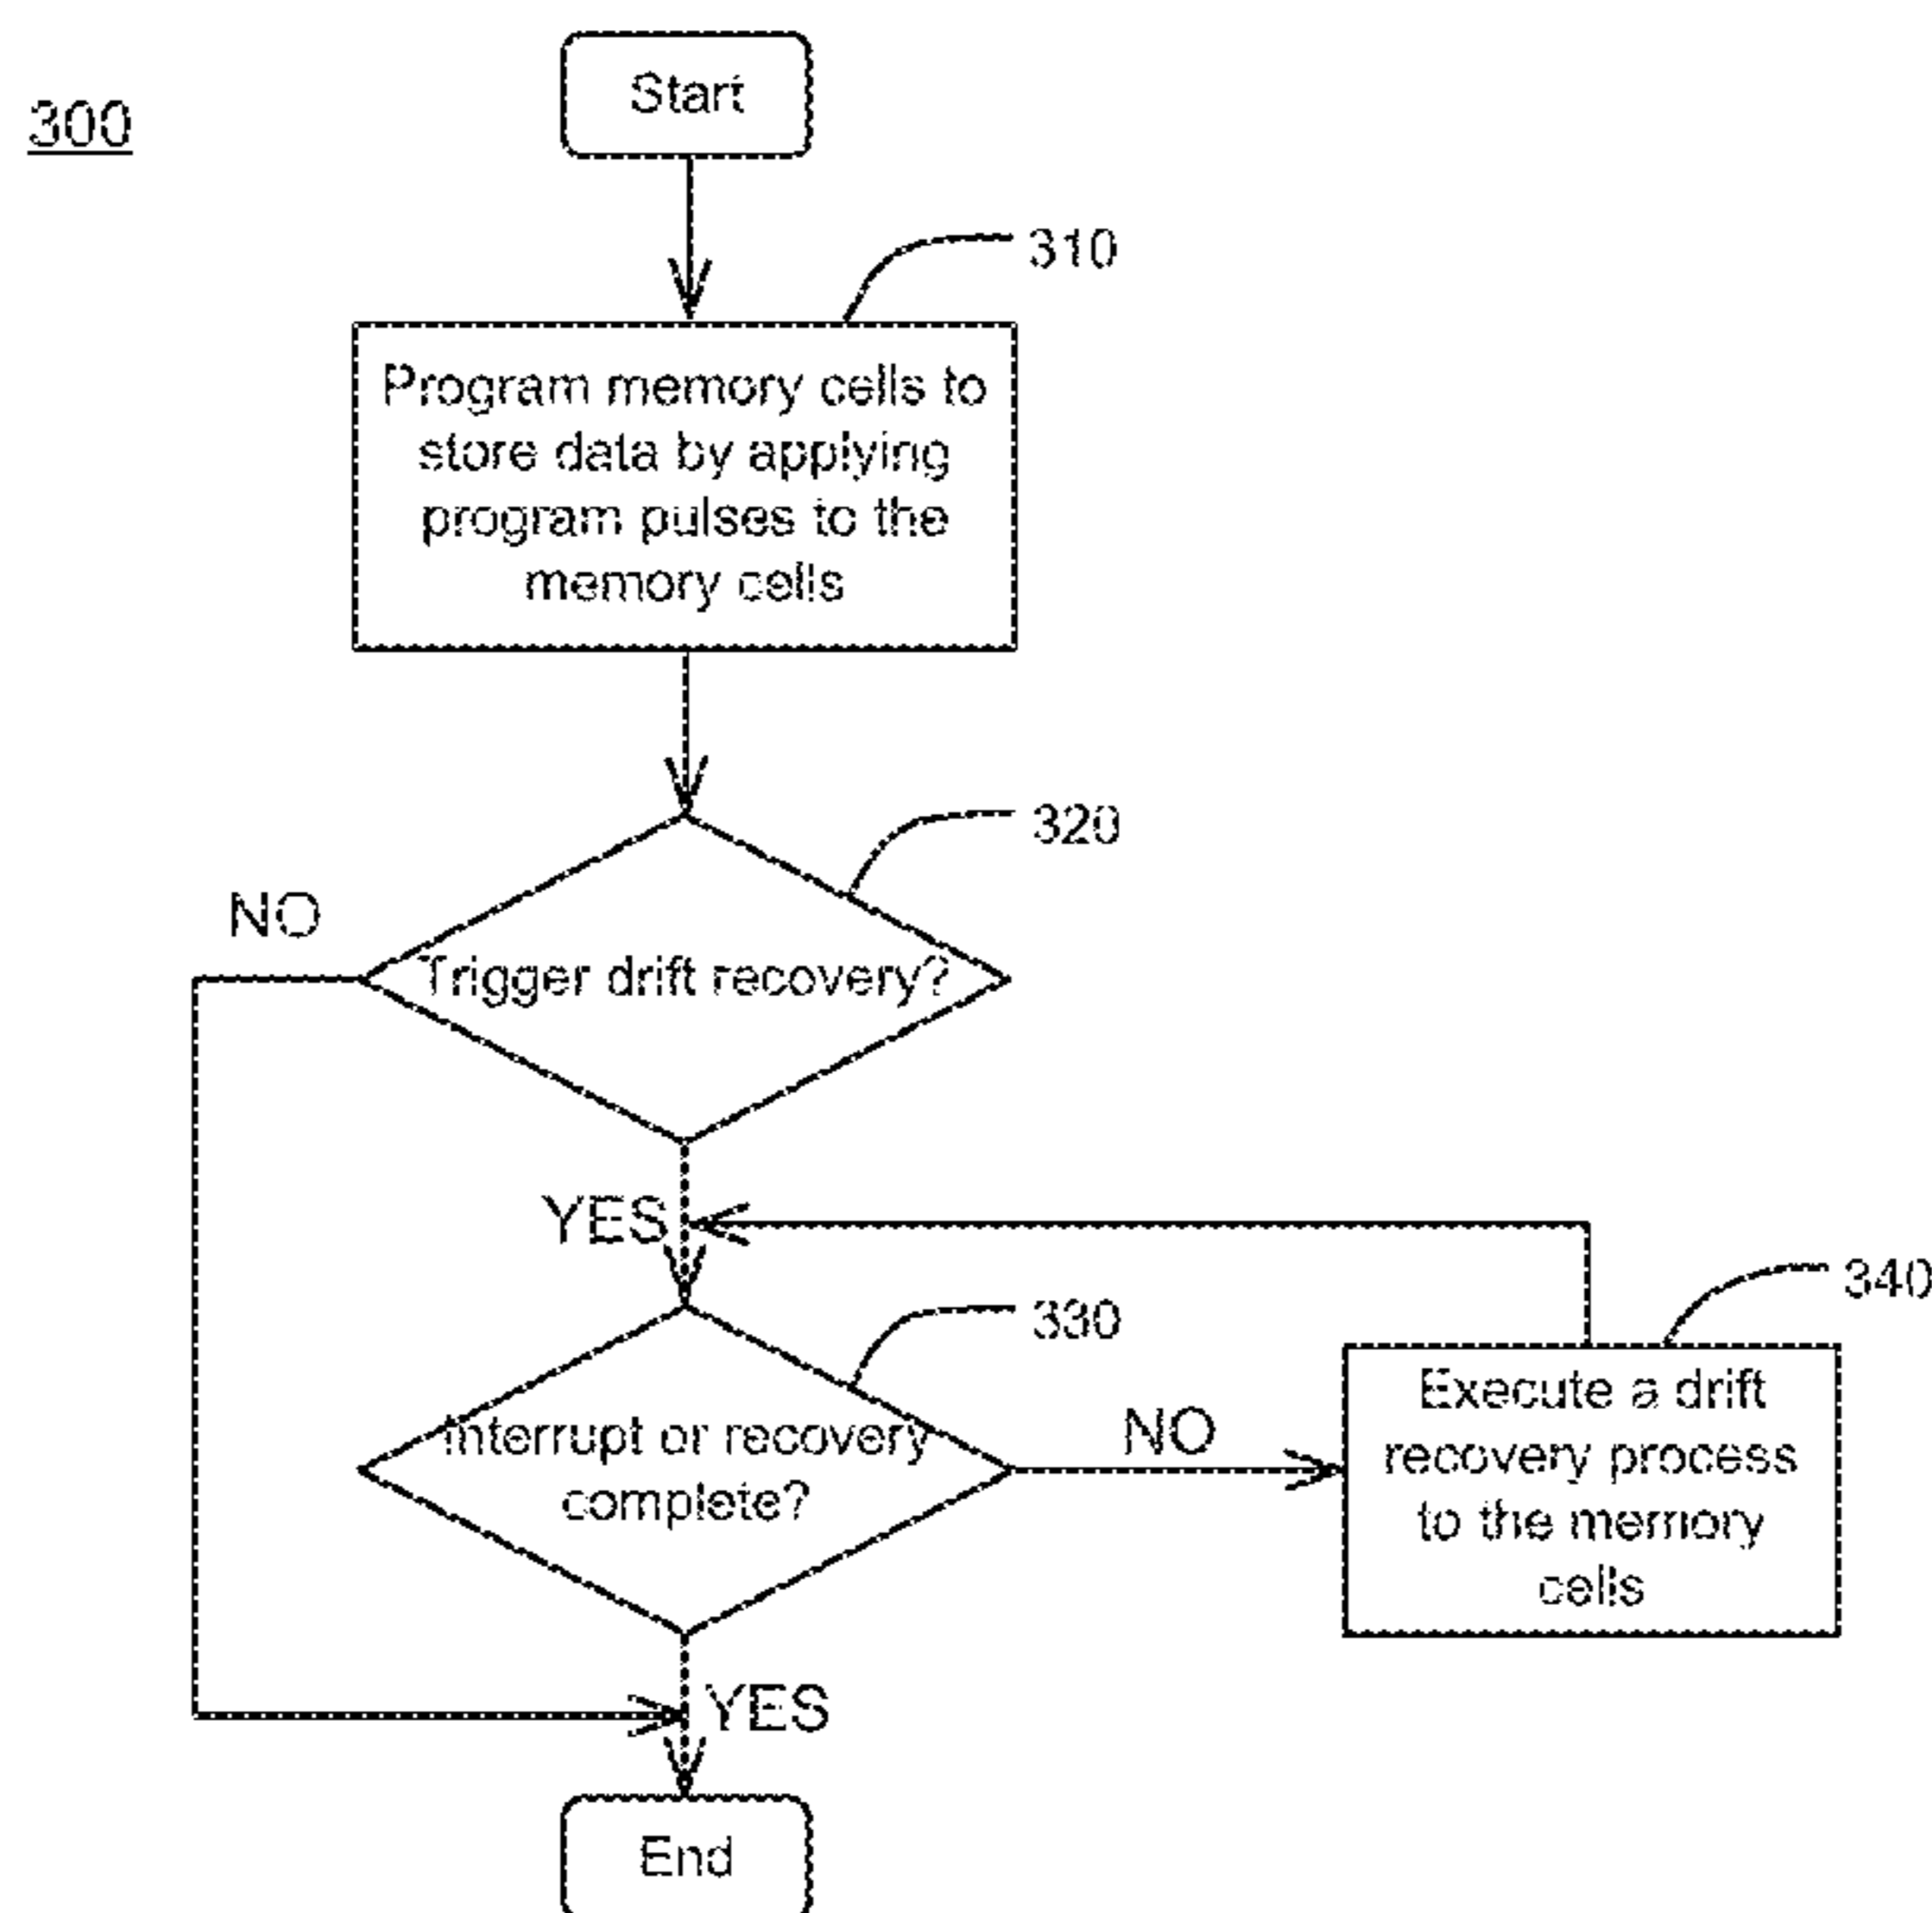 300
Start
310
Program memory cells to
store data by applying
program pulses to the
memory cells
320
NO
Trigger drift recovery?
YES
330
340
Interrupt or recovery
complete?
NO
Execute a drift
recovery process
to the memory
cells
YES
End